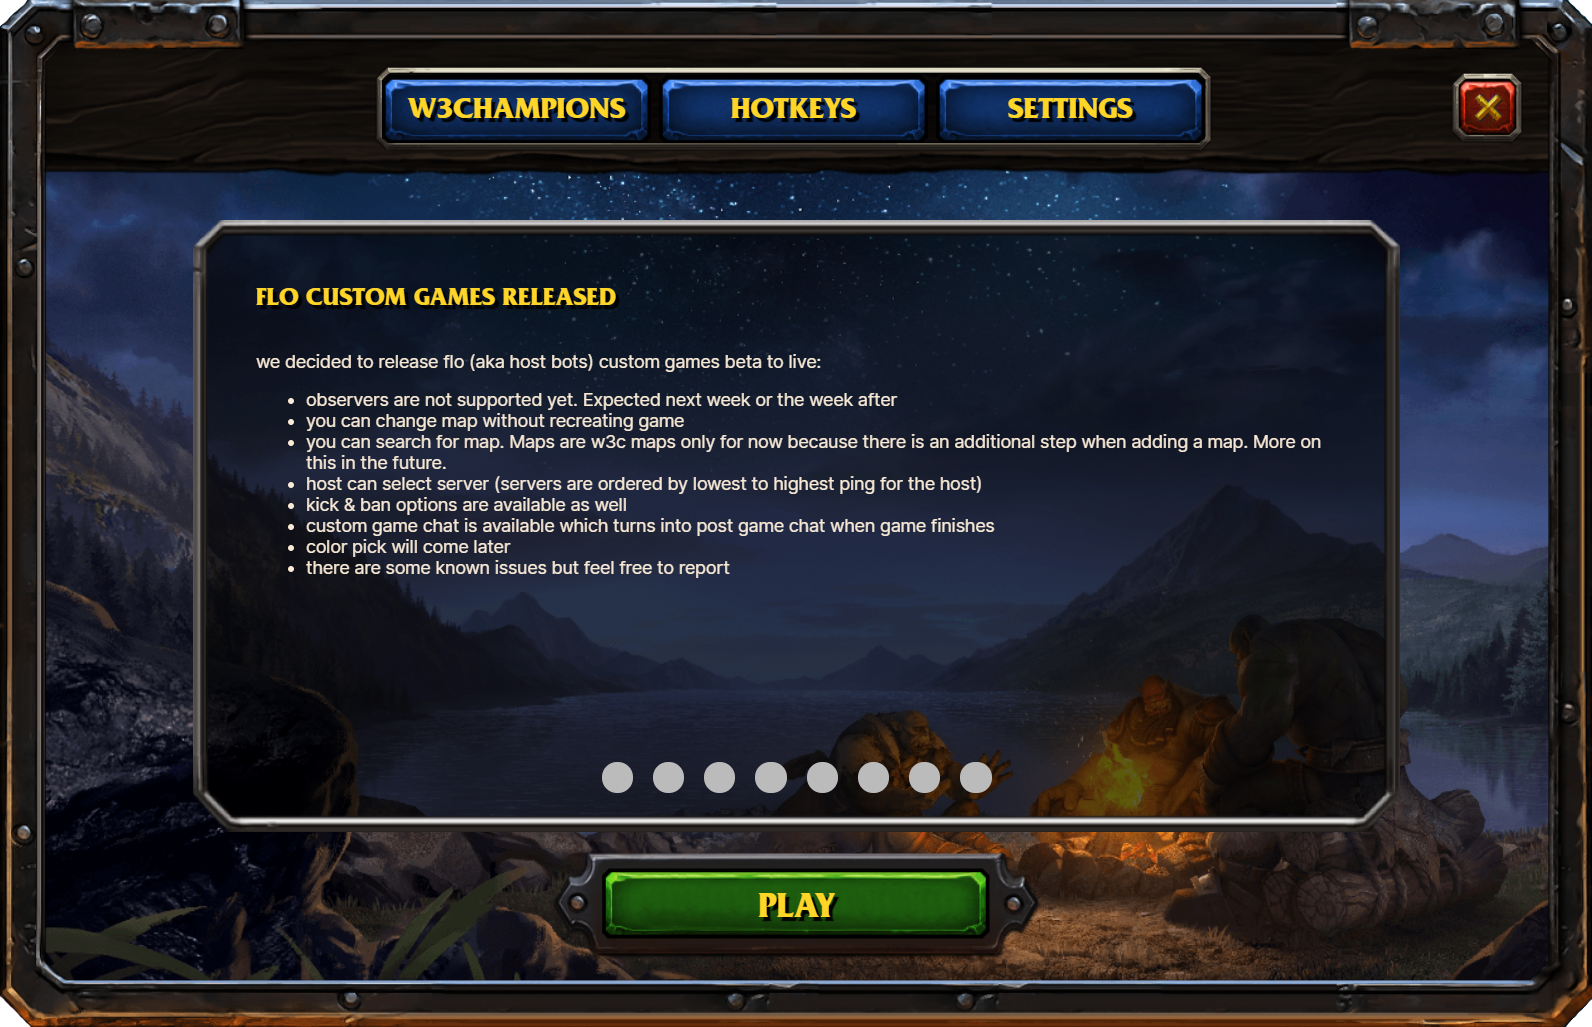 W3CHAMPIONS HOTKEYS SETTINGS
FLO CUSTOM GAMES RELEASED
we decided to release flo (aka host bots) custom games beta to live:
• observers are not supported yet. Expected next week or the week after
• you can change map without recreating game
• you can search for map. Maps are w3c maps only for now because there is an additional step when adding a map. More on
this in the future.
• host can select server (servers are ordered by lowest to highest ping for the host)
• kick & ban options are available as well
• custom game chat is available which turns into post game chat when game finishes
• color pick will come later
• there are some known issues but feel free to report
PLAY